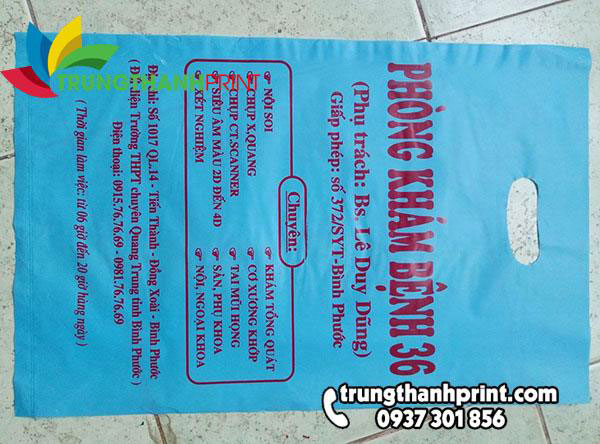 TRUNGTHANHPRINT
PHÒNG KHÁM BỆNH 36
(Phụ trách: Bs. Lê Duy Dũng)
Giấp phép: số 372/SYT-Bình Phước
Chuyên:
NỘI SOI
CHỤP X.QUANG
CHỤP CT.SCANNER
SIÊU ÂM MÀU 2D ĐẾN 4D
XÉT NGHIỆM
KHÁM TỔNG QUÁT
CƠ XƯƠNG KHỚP
TAI MŨI HỌNG
SẢN, PHỤ KHOA
NỘI, NGOẠI KHOA
Địa chỉ: Số 1017 QL.14 - Tiến Thành - Đồng Xoài - Bình Phước
( Đối diện Trường THPT chuyên Quang Trung tỉnh Bình Phước )
Điện thoại: 0915.76.76.69 - 0981.76.76.69
( Thời gian làm việc: từ 06 giờ đến 20 giờ hàng ngày )
trungthanhprint.com
0937 301 856